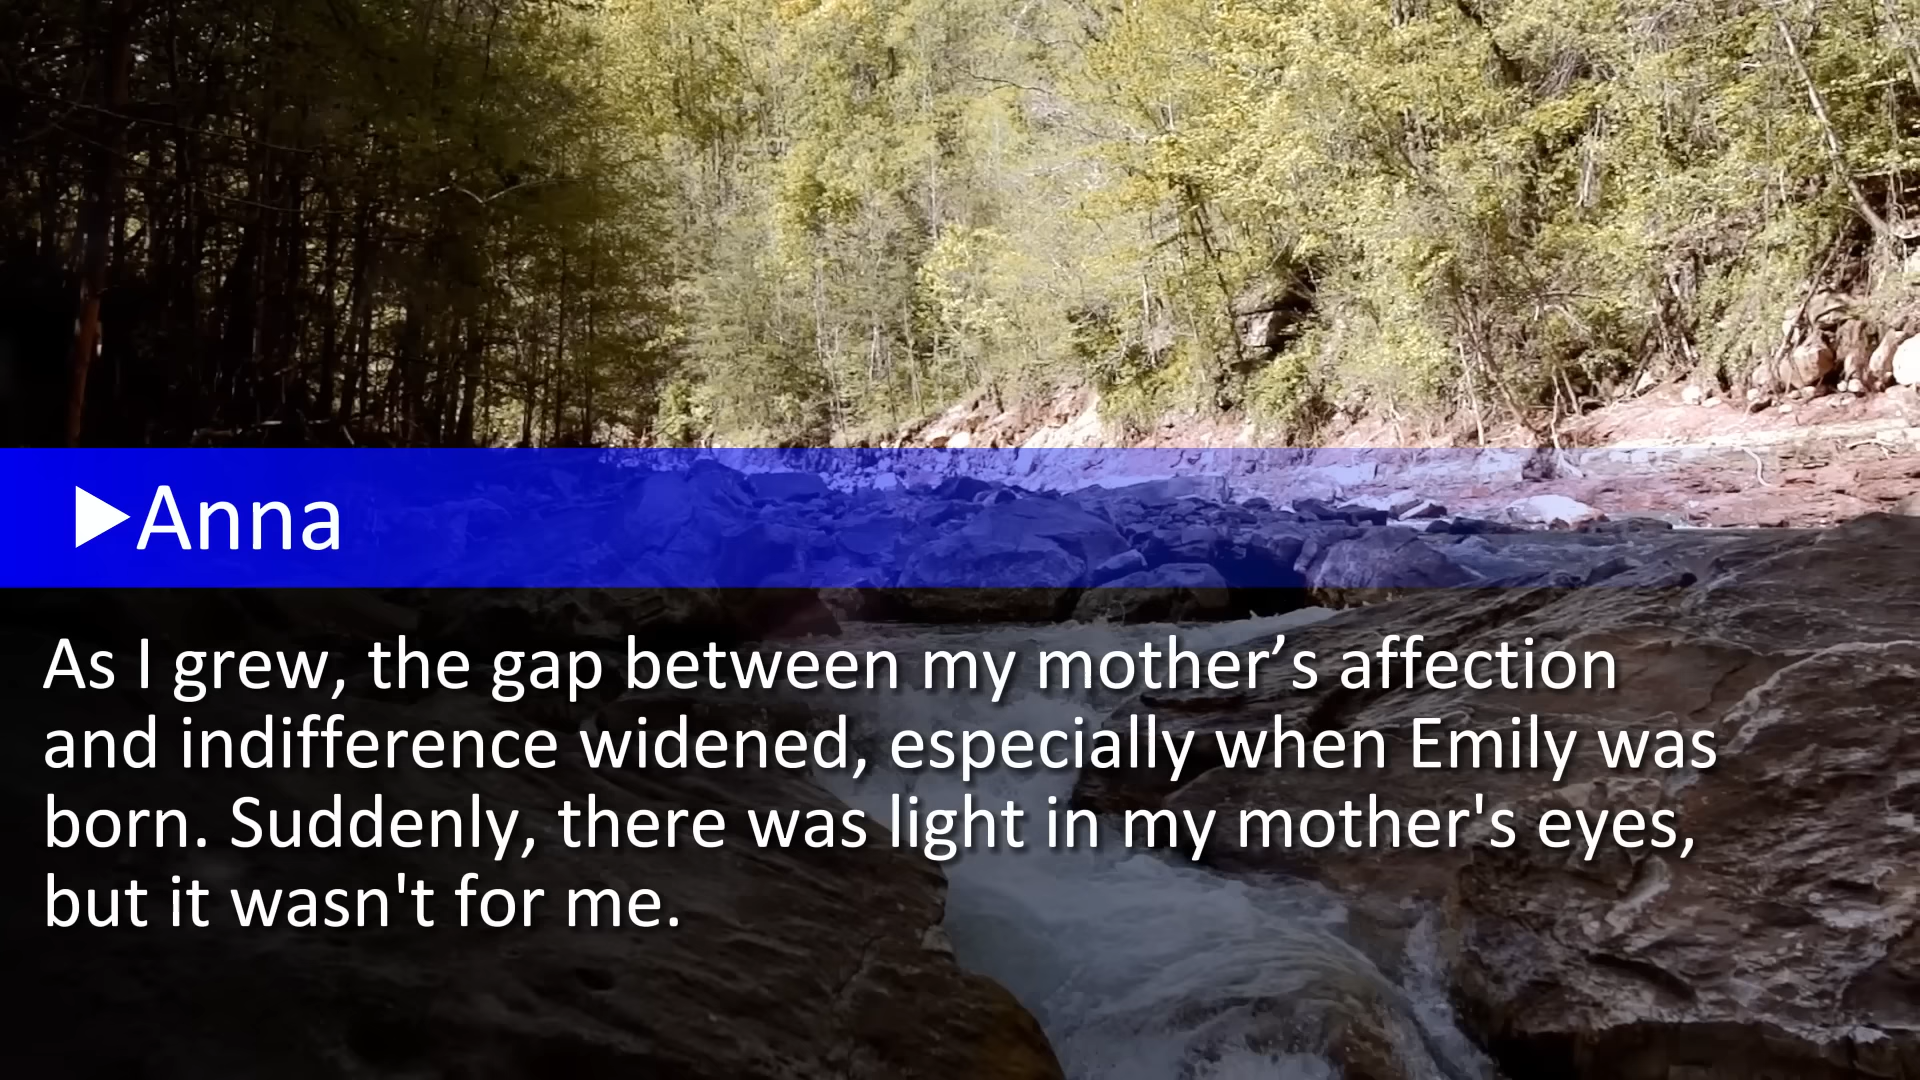 ▶Anna
As I grew, the gap between my mother’s affection
and indifference widened, especially when Emily was
born. Suddenly, there was light in my mother's eyes,
but it wasn't for me.